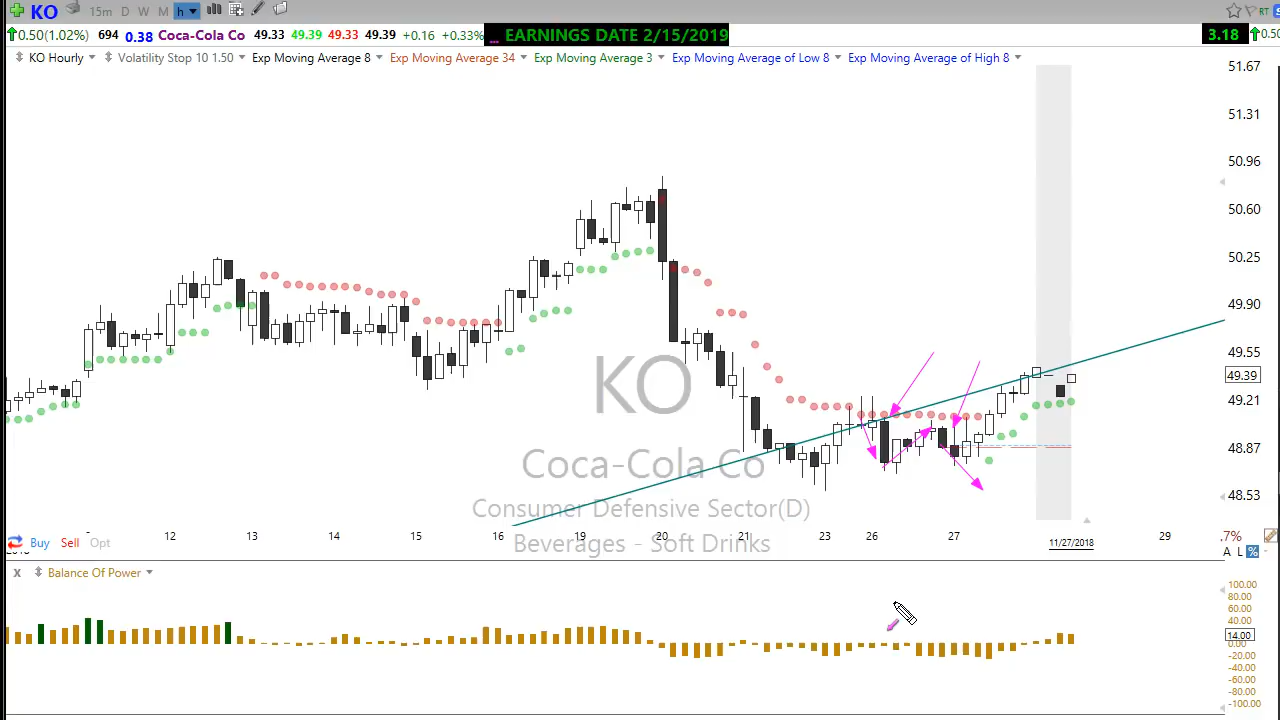 KO 15m D W M h RT
0.50(1.02%) 694 0.38 Coca-Cola Co 49.33 49.39 49.33 49.39 +0.16 +0.33% ... EARNINGS DATE 2/15/2019 3.18 0.50
KO Hourly Volatility Stop 10 1.50 Exp Moving Average 8 Exp Moving Average 34 Exp Moving Average 3 Exp Moving Average of Low 8 Exp Moving Average of High 8
51.67
51.31
50.96
50.60
50.25
49.90
49.55
49.39
49.21
48.87
48.53
KO
Coca-Cola Co
Consumer Defensive Sector(D)
Beverages - Soft Drinks
12 13 14 15 16 19 20 21 23 26 27 11/27/2018 29
Buy Sell Opt
.7%
A L %
X Balance Of Power
100.00
80.00
60.00
40.00
14.00
0.00
-20.00
-40.00
-60.00
-80.00
-100.00